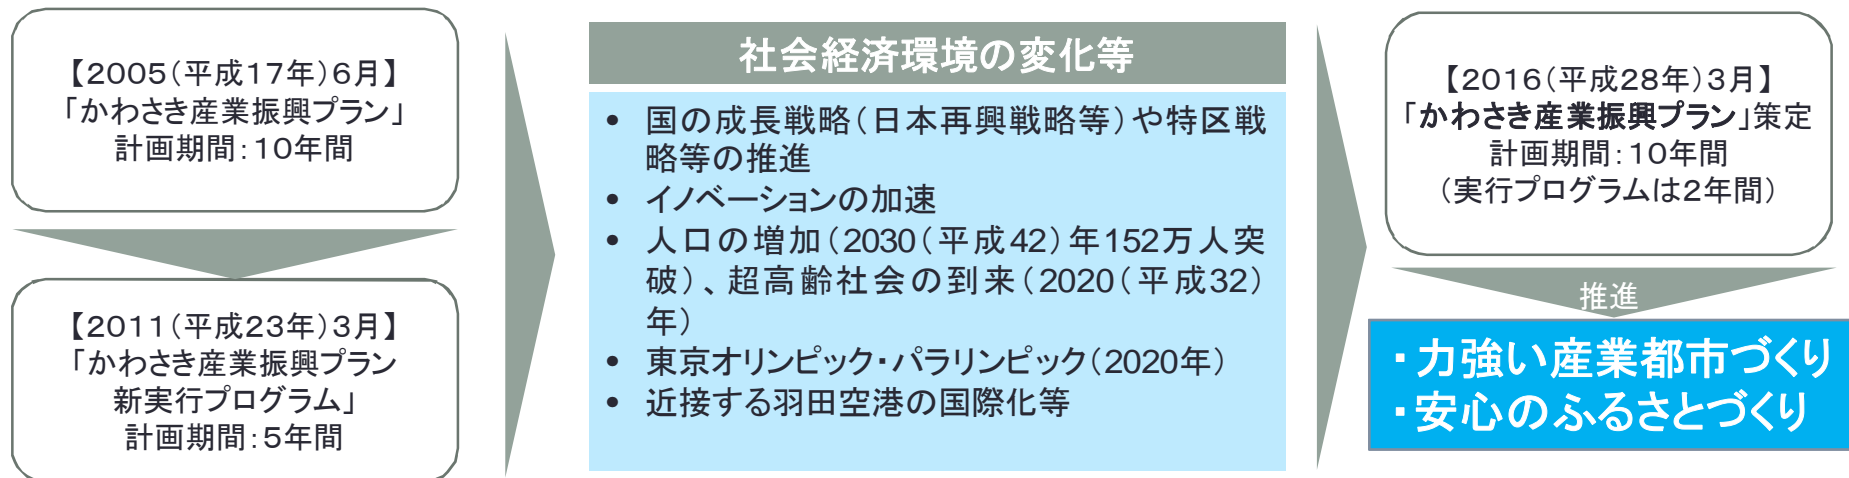 【2005(平成17年)6月】
「かわさき産業振興プラン」
計画期間:10年間
【2011(平成23年)3月】
「かわさき産業振興プラン
新実行プログラム」
計画期間:5年間
社会経済環境の変化等
• 国の成長戦略(日本再興戦略等)や特区戦
略等の推進
• イノベーションの加速
• 人口の増加(2030(平成42)年152万人突
破)、超高齢社会の到来(2020(平成32)
年)
• 東京オリンピック・パラリンピック(2020年)
• 近接する羽田空港の国際化等
【2016(平成28年)3月】
「かわさき産業振興プラン」策定
計画期間:10年間
(実行プログラムは2年間)
推進
・力強い産業都市づくり
・安心のふるさとづくり